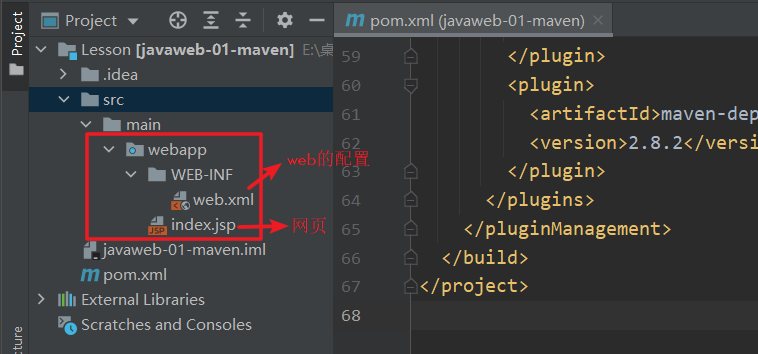 Project
Project
pom.xml (javaweb-01-maven)
Lesson [javaweb-01-maven] E:\桌
.idea
src
main
webapp
WEB-INF
web.xml
index.jsp
javaweb-01-maven.iml
pom.xml
External Libraries
Scratches and Consoles
web的配置
网页
59 </plugin>
60 <plugin>
61 <artifactId>maven-dep
62 <version>2.8.2</versi
63 </plugin>
64 </plugins>
65 </pluginManagement>
66 </build>
67 </project>
68
JSP